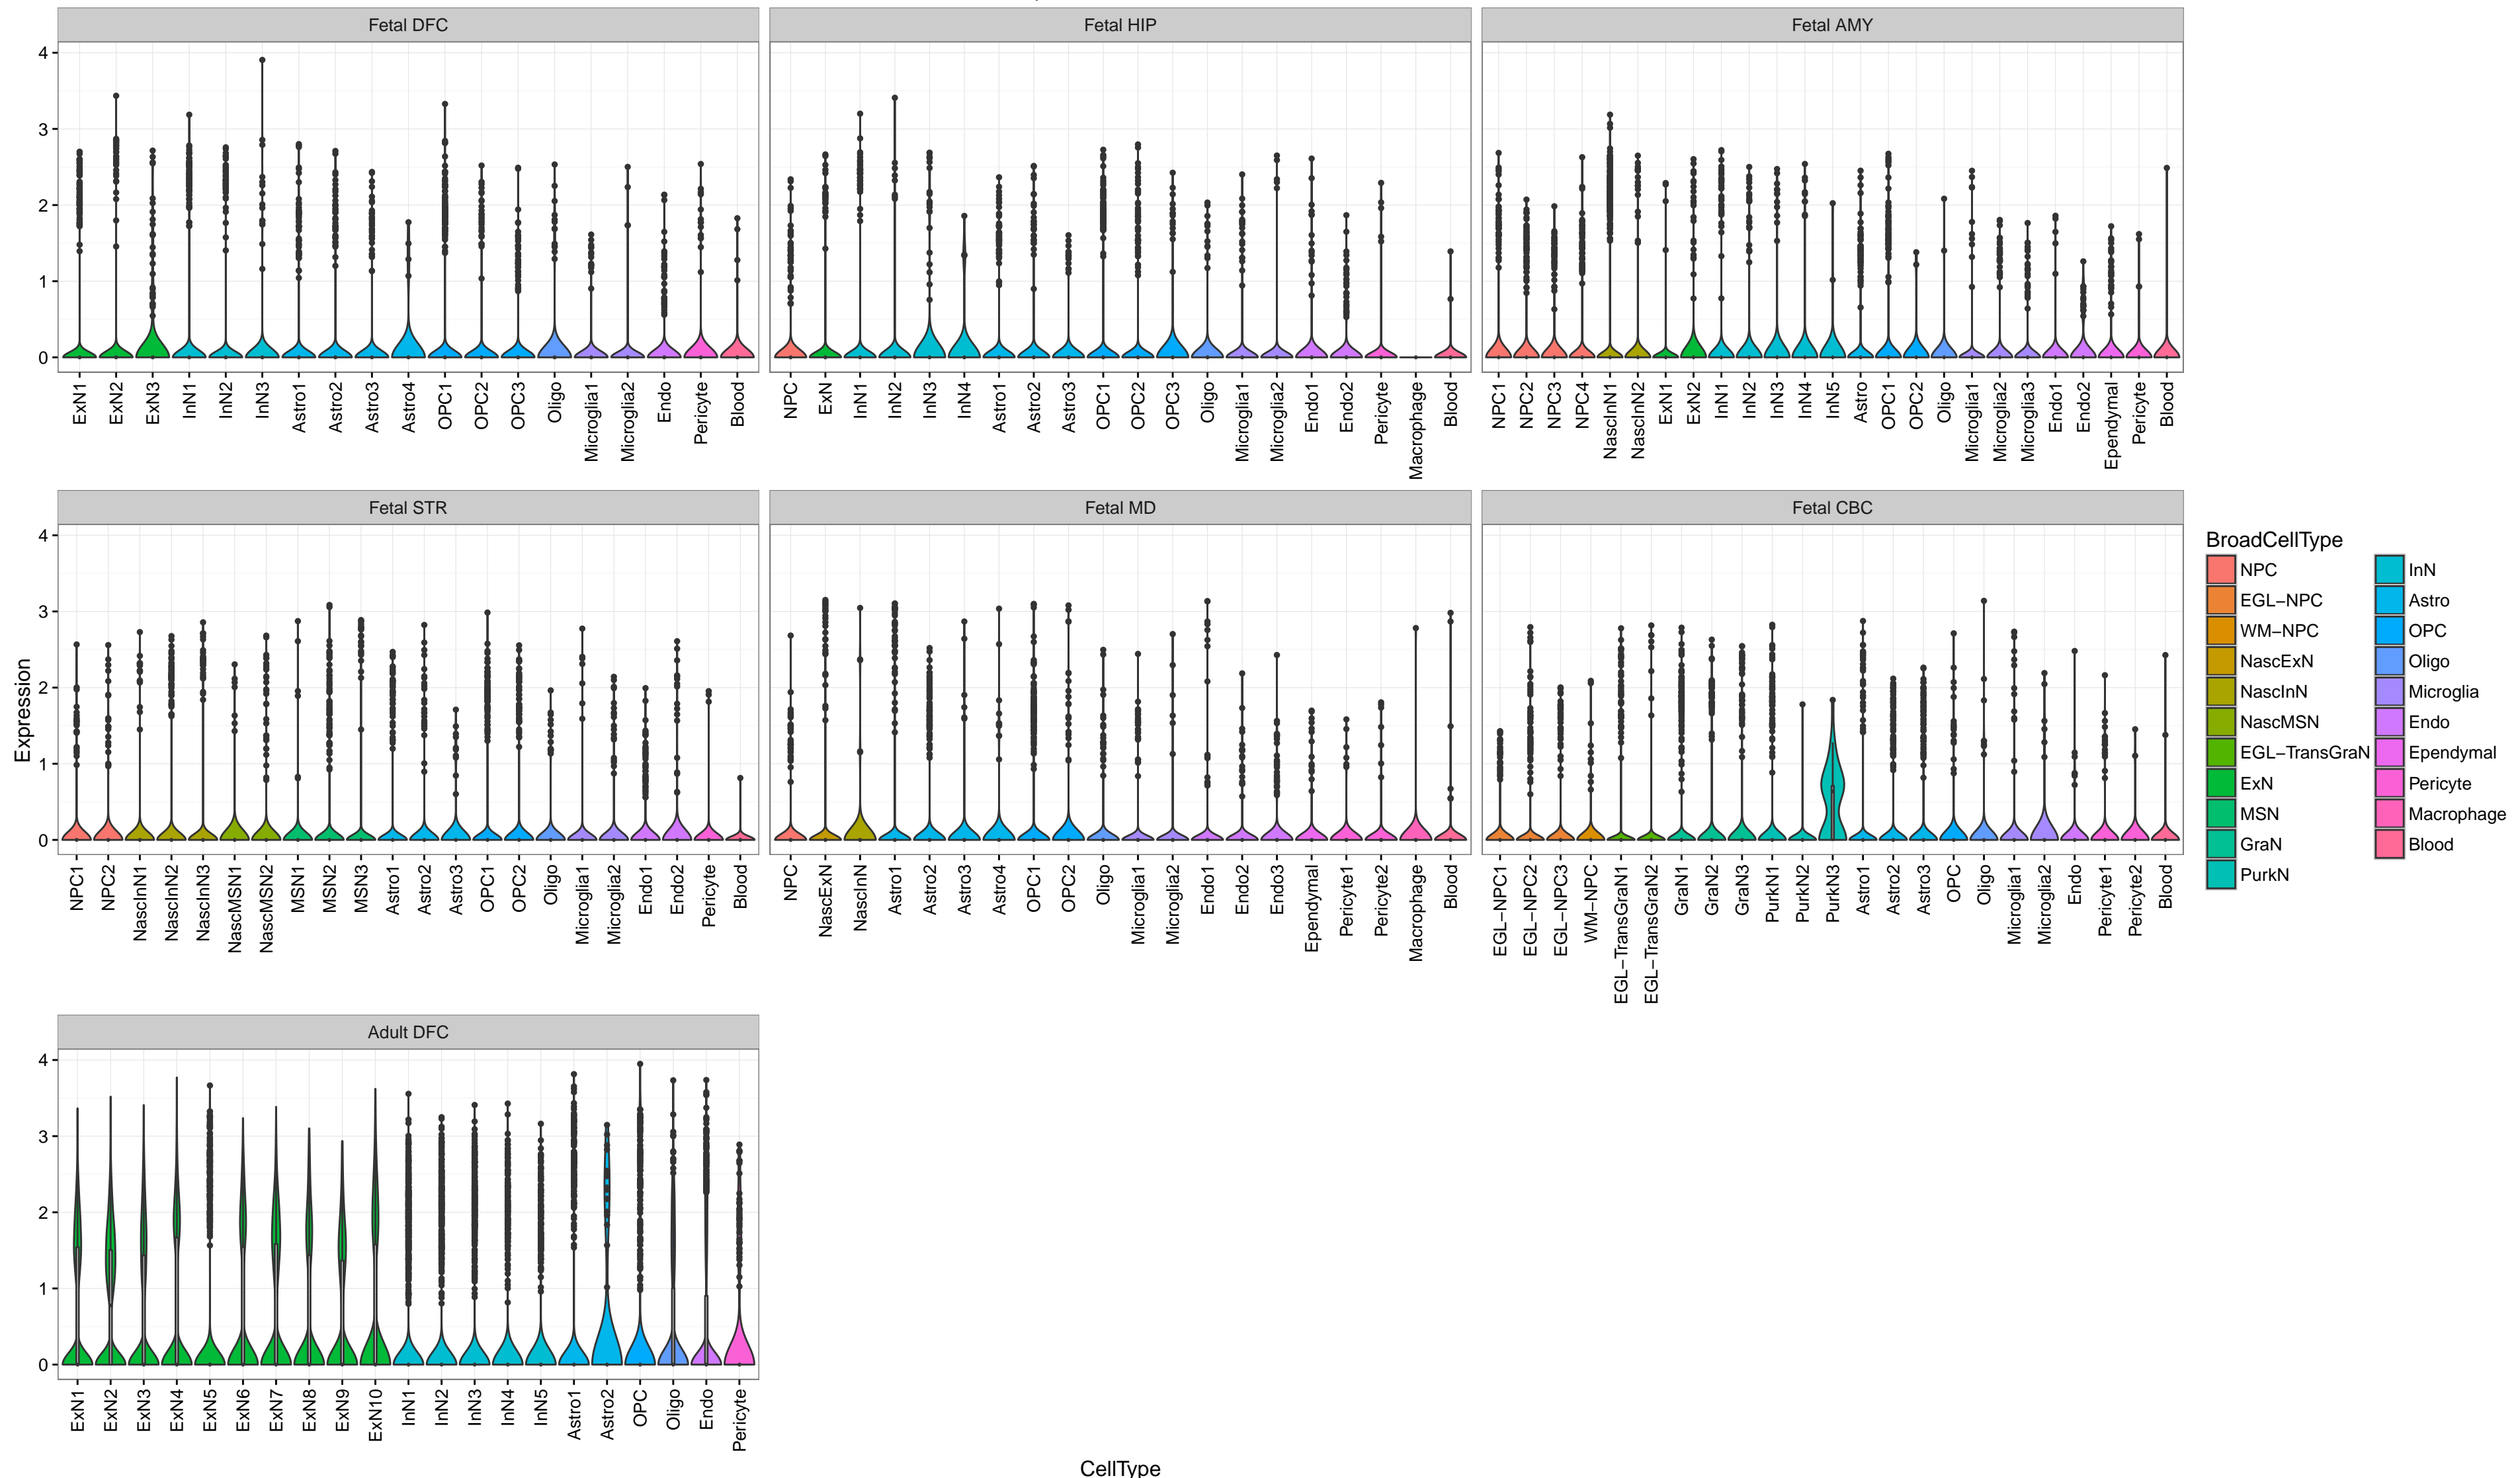 Fetal DFC
Fetal HIP
Fetal AMY
4
3
2
1
0
ExN1 ExN2 ExN3 InN1 InN2 InN3 Astro1 Astro2 Astro3 Astro4 OPC1 OPC2 OPC3 Oligo Microglia1 Microglia2 Endo Pericyte Blood
NPC ExN InN1 InN2 InN3 InN4 Astro1 Astro2 Astro3 OPC1 OPC2 OPC3 Oligo Microglia1 Microglia2 Endo1 Endo2 Pericyte Macrophage Blood
NPC1 NPC2 NPC3 NPC4 NascInN1 NascInN2 ExN1 ExN2 InN1 InN2 InN3 InN4 InN5 Astro OPC1 OPC2 Oligo Microglia1 Microglia2 Microglia3 Endo1 Endo2 Ependymal Pericyte Blood
Fetal STR
Fetal MD
Fetal CBC
Expression
4
3
2
1
0
NPC1 NPC2 NascInN1 NascInN2 NascInN3 NascMSN1 NascMSN2 MSN1 MSN2 MSN3 Astro1 Astro2 Astro3 OPC1 OPC2 Oligo Microglia1 Microglia2 Endo1 Endo2 Pericyte Blood
NPC NascExN NascInN Astro1 Astro2 Astro3 Astro4 OPC1 OPC2 Oligo Microglia1 Microglia2 Endo1 Endo2 Endo3 Ependymal Pericyte1 Pericyte2 Macrophage Blood
EGL−NPC1 EGL−NPC2 EGL−NPC3 WM−NPC EGL−TransGraN1 EGL−TransGraN2 GraN1 GraN2 GraN3 PurkN1 PurkN2 PurkN3 Astro1 Astro2 Astro3 OPC Oligo Microglia1 Microglia2 Endo Pericyte1 Pericyte2 Blood
BroadCellType
NPC
EGL−NPC
WM−NPC
NascExN
NascInN
NascMSN
EGL−TransGraN
ExN
MSN
GraN
PurkN
InN
Astro
OPC
Oligo
Microglia
Endo
Ependymal
Pericyte
Macrophage
Blood
Adult DFC
4
3
2
1
0
ExN1 ExN2 ExN3 ExN4 ExN5 ExN6 ExN7 ExN8 ExN9 ExN10 InN1 InN2 InN3 InN4 InN5 Astro1 Astro2 OPC Oligo Endo Pericyte
CellType